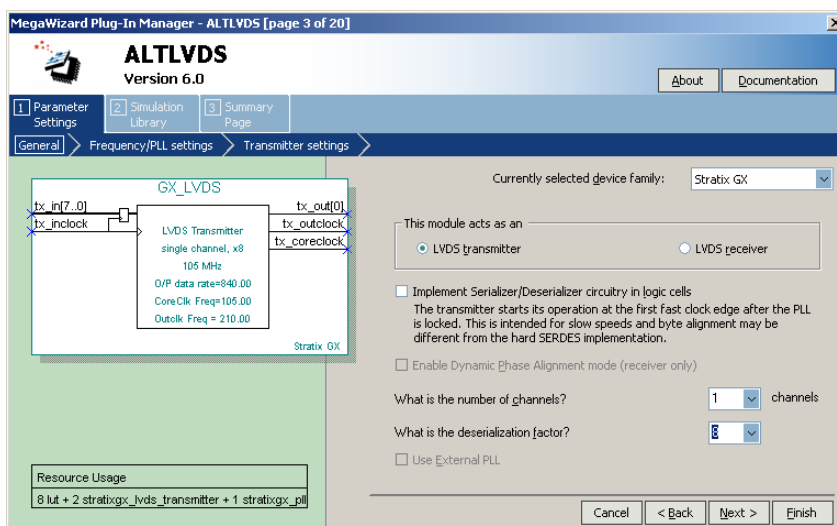 MegaWizard Plug-In Manager - ALTLVDS [page 3 of 20]
ALTLVDS
Version 6.0
About
Documentation
1 Parameter Settings
2 Simulation Library
3 Summary Page
General
Frequency/PLL settings
Transmitter settings
GX_LVDS
tx_in[7..0]
tx_inclock
tx_out[0]
tx_outclock
tx_coreclock
LVDS Transmitter
single channel, x8
105 MHz
O/P data rate=840.00
CoreClk Freq=105.00
Outclk Freq = 210.00
Stratix GX
Resource Usage
8 lut + 2 stratixgx_lvds_transmitter + 1 stratixgx_pll
Currently selected device family:
Stratix GX
This module acts as an
LVDS transmitter
LVDS receiver
Implement Serializer/Deserializer circuitry in logic cells
The transmitter starts its operation at the first fast clock edge after the PLL
is locked. This is intended for slow speeds and byte alignment may be
different from the hard SERDES implementation.
Enable Dynamic Phase Alignment mode (receiver only)
What is the number of channels?
1
channels
What is the deserialization factor?
8
Use External PLL
Cancel
< Back
Next >
Finish